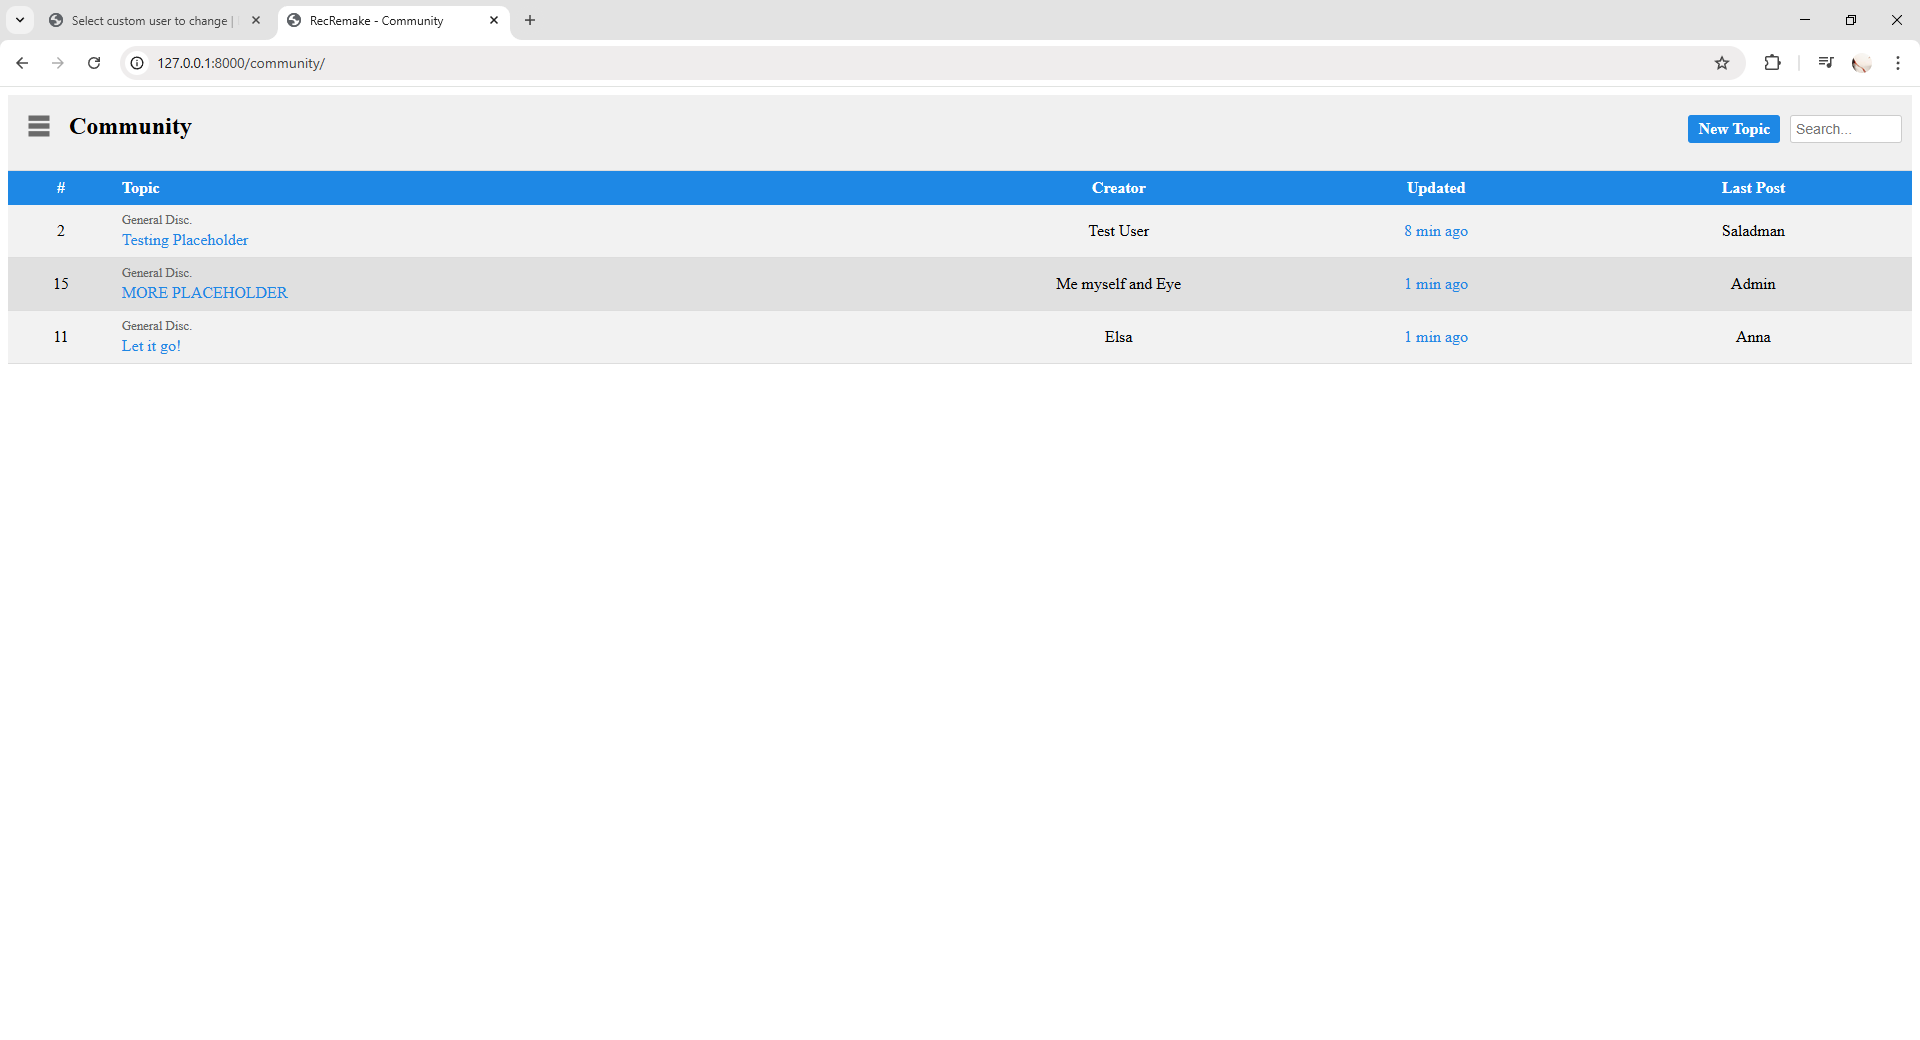 Select custom user to change |
RecRemake - Community
127.0.0.1:8000/community/
Community
New Topic
Search...
# Topic Creator Updated Last Post
General Disc.
2 Testing Placeholder Test User 8 min ago Saladman
General Disc.
15 MORE PLACEHOLDER Me myself and Eye 1 min ago Admin
General Disc.
11 Let it go! Elsa 1 min ago Anna